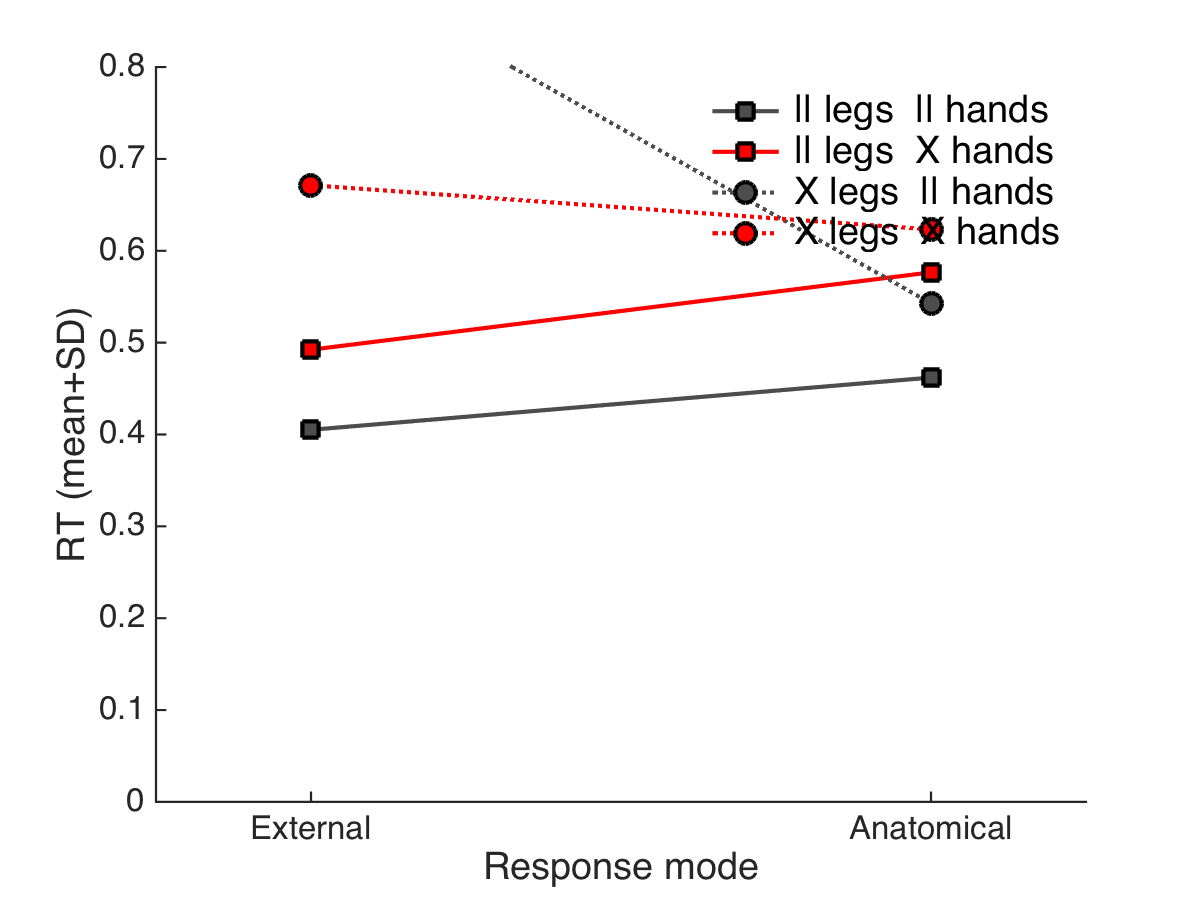 0.8
0.7
0.6
0.5
0.4
0.3
0.2
0.1
0
RT (mean+SD)
ll legs ll hands
ll legs X hands
X legs ll hands
X legs X hands
External
Anatomical
Response mode